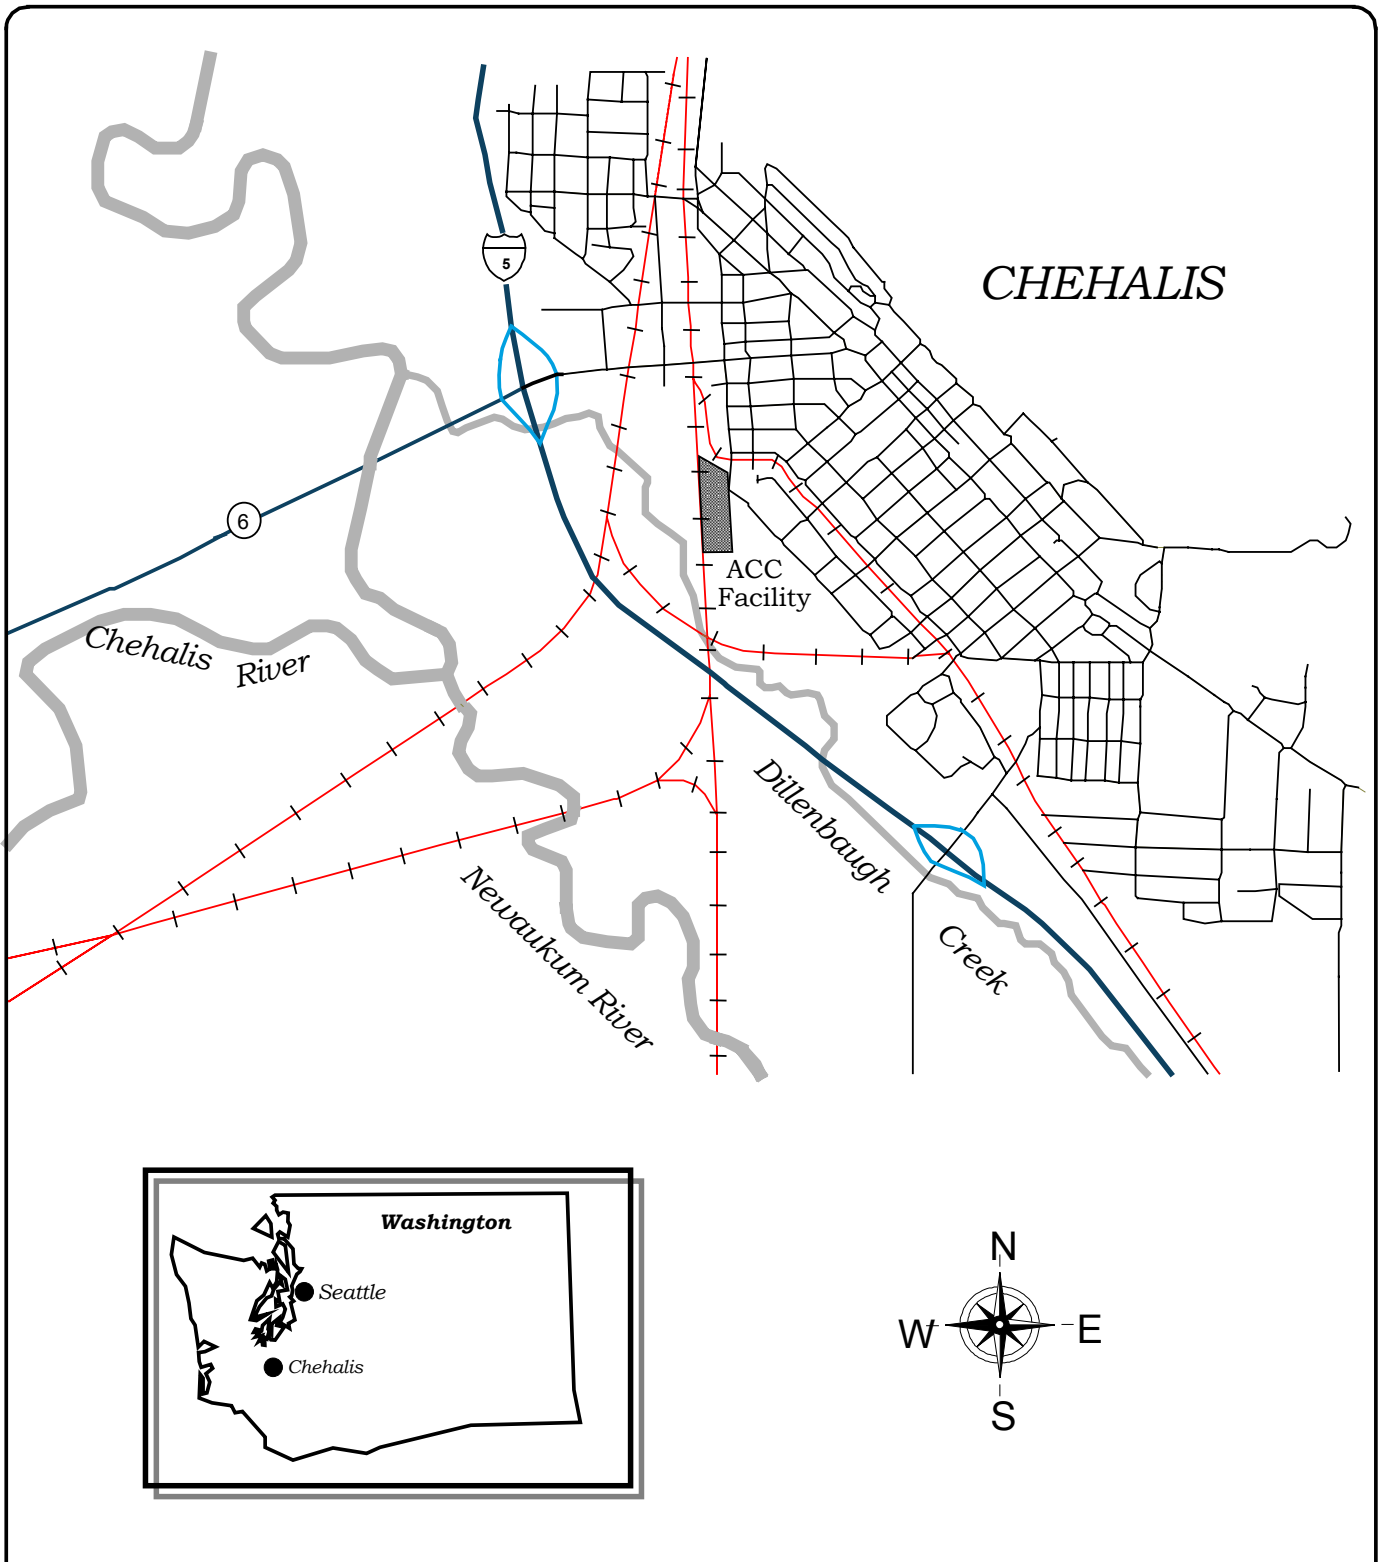 5
CHEHALIS
6
ACC
Facility
Chehalis River
Dillenbaugh Creek
Newaukum River
Washington
Seattle
Chehalis
N
W
E
S